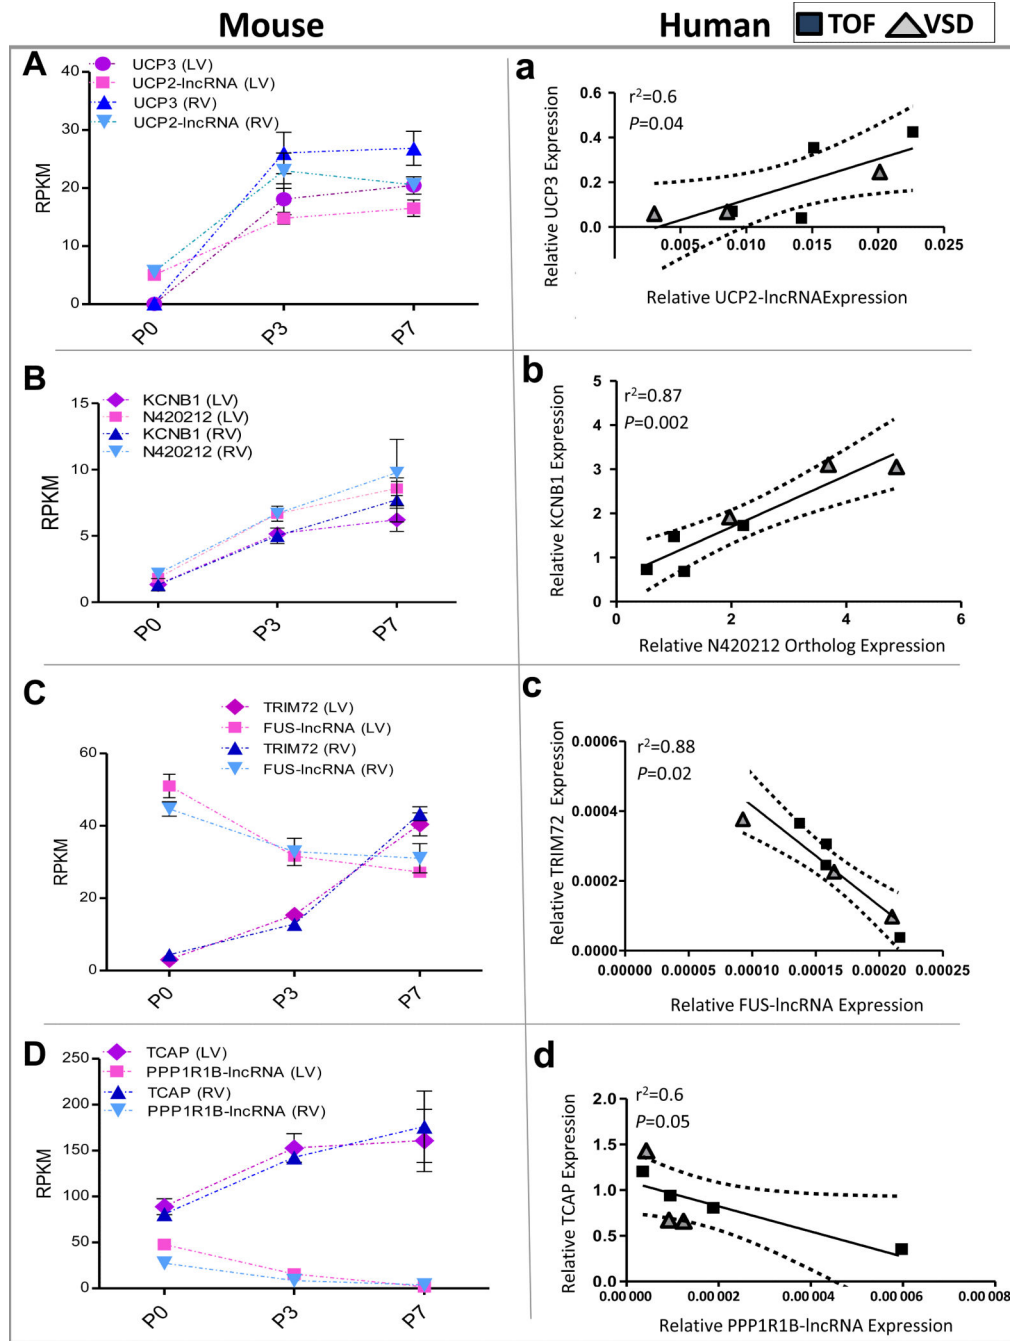 Mouse
Human
TOF VSD
A
UCP3 (LV)
UCP2-lncRNA (LV)
UCP3 (RV)
UCP2-lncRNA (RV)
RPKM
40
30
20
10
0
P0 P3 P7
a
r²=0.6
P=0.04
Relative UCP3 Expression
0.6
0.4
0.2
0.0
0.005 0.010 0.015 0.020 0.025
Relative UCP2-lncRNAExpression
B
KCNB1 (LV)
N420212 (LV)
KCNB1 (RV)
N420212 (RV)
RPKM
15
10
5
0
P0 P3 P7
b
r²=0.87
P=0.002
Relative KCNB1 Expression
5
4
3
2
1
0
0 2 4 6
Relative N420212 Ortholog Expression
C
TRIM72 (LV)
FUS-lncRNA (LV)
TRIM72 (RV)
FUS-lncRNA (RV)
RPKM
60
40
20
0
P0 P3 P7
c
r²=0.88
P=0.02
Relative TRIM72 Expression
0.0006
0.0004
0.0002
0.0000
0.00000 0.00005 0.00010 0.00015 0.00020 0.00025
Relative FUS-lncRNA Expression
D
TCAP (LV)
PPP1R1B-lncRNA (LV)
TCAP (RV)
PPP1R1B-lncRNA (RV)
RPKM
250
200
150
100
50
0
P0 P3 P7
d
r²=0.6
P=0.05
Relative TCAP Expression
2.0
1.5
1.0
0.5
0.0
0.00 000 0.00 002 0.00 004 0.00 006 0.00 008
Relative PPP1R1B-lncRNA Expression